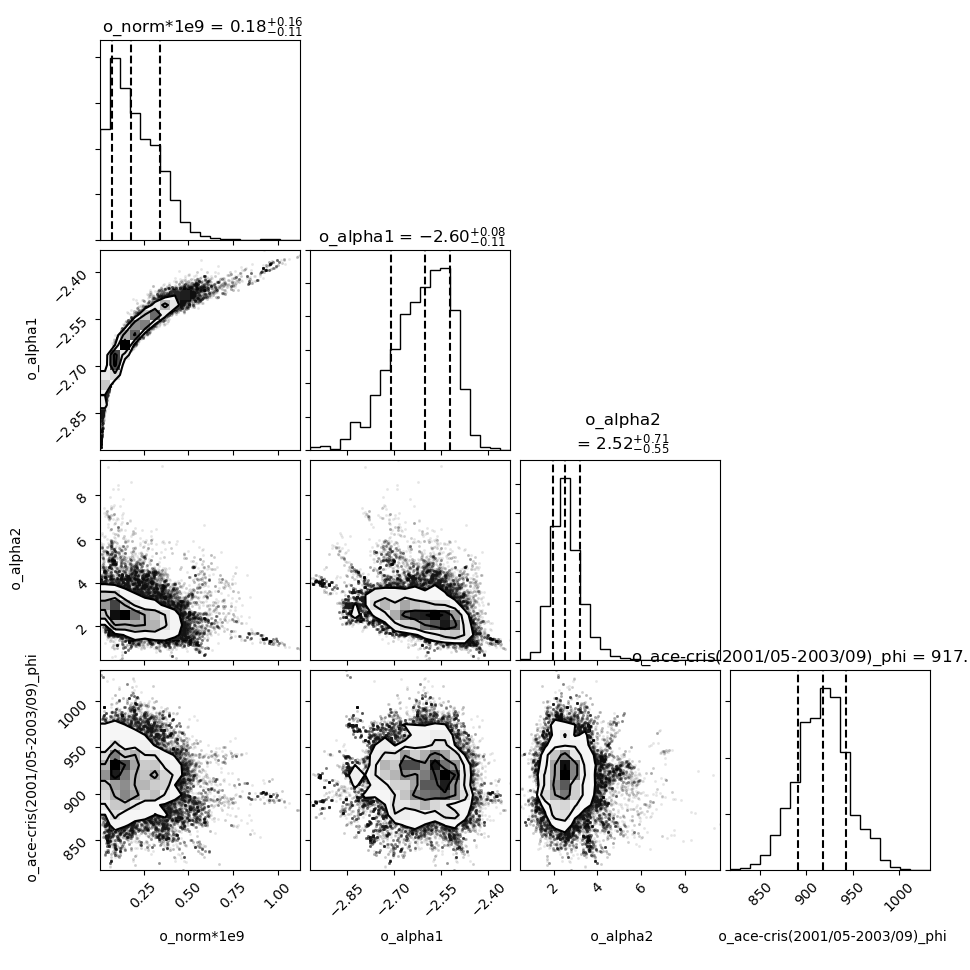 o_norm*1e9 = 0.18+0.16−0.11
o_alpha1 = −2.60+0.08−0.11
o_alpha1
−2.40
−2.55
−2.70
−2.85
o_alpha2
= 2.52+0.71−0.55
o_alpha2
8
6
4
2
o_ace-cris(2001/05-2003/09)_phi = 917.
o_ace-cris(2001/05-2003/09)_phi
1000
950
900
850
0.25
0.50
0.75
1.00
−2.85
−2.70
−2.55
−2.40
2
4
6
8
850
900
950
1000
o_norm*1e9
o_alpha1
o_alpha2
o_ace-cris(2001/05-2003/09)_phi